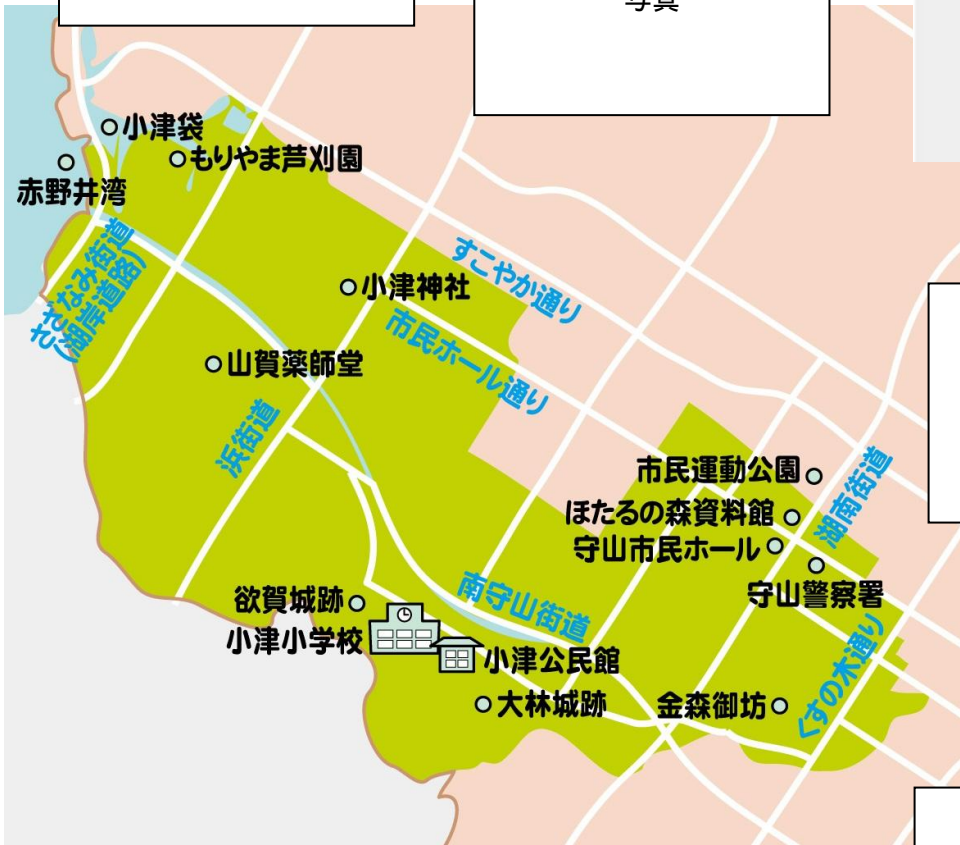 写真
小津袋
もりやま芦刈園
赤野井湾
さざなみ街道
(湖岸道路)
すこやか通り
小津神社
市民ホール通り
山賀薬師堂
浜街道
市民運動公園
湖南街道
ほたるの森資料館
守山市民ホール
守山警察署
欲賀城跡
南守山街道
小津小学校
小津公民館
くすの木通り
大林城跡
金森御坊